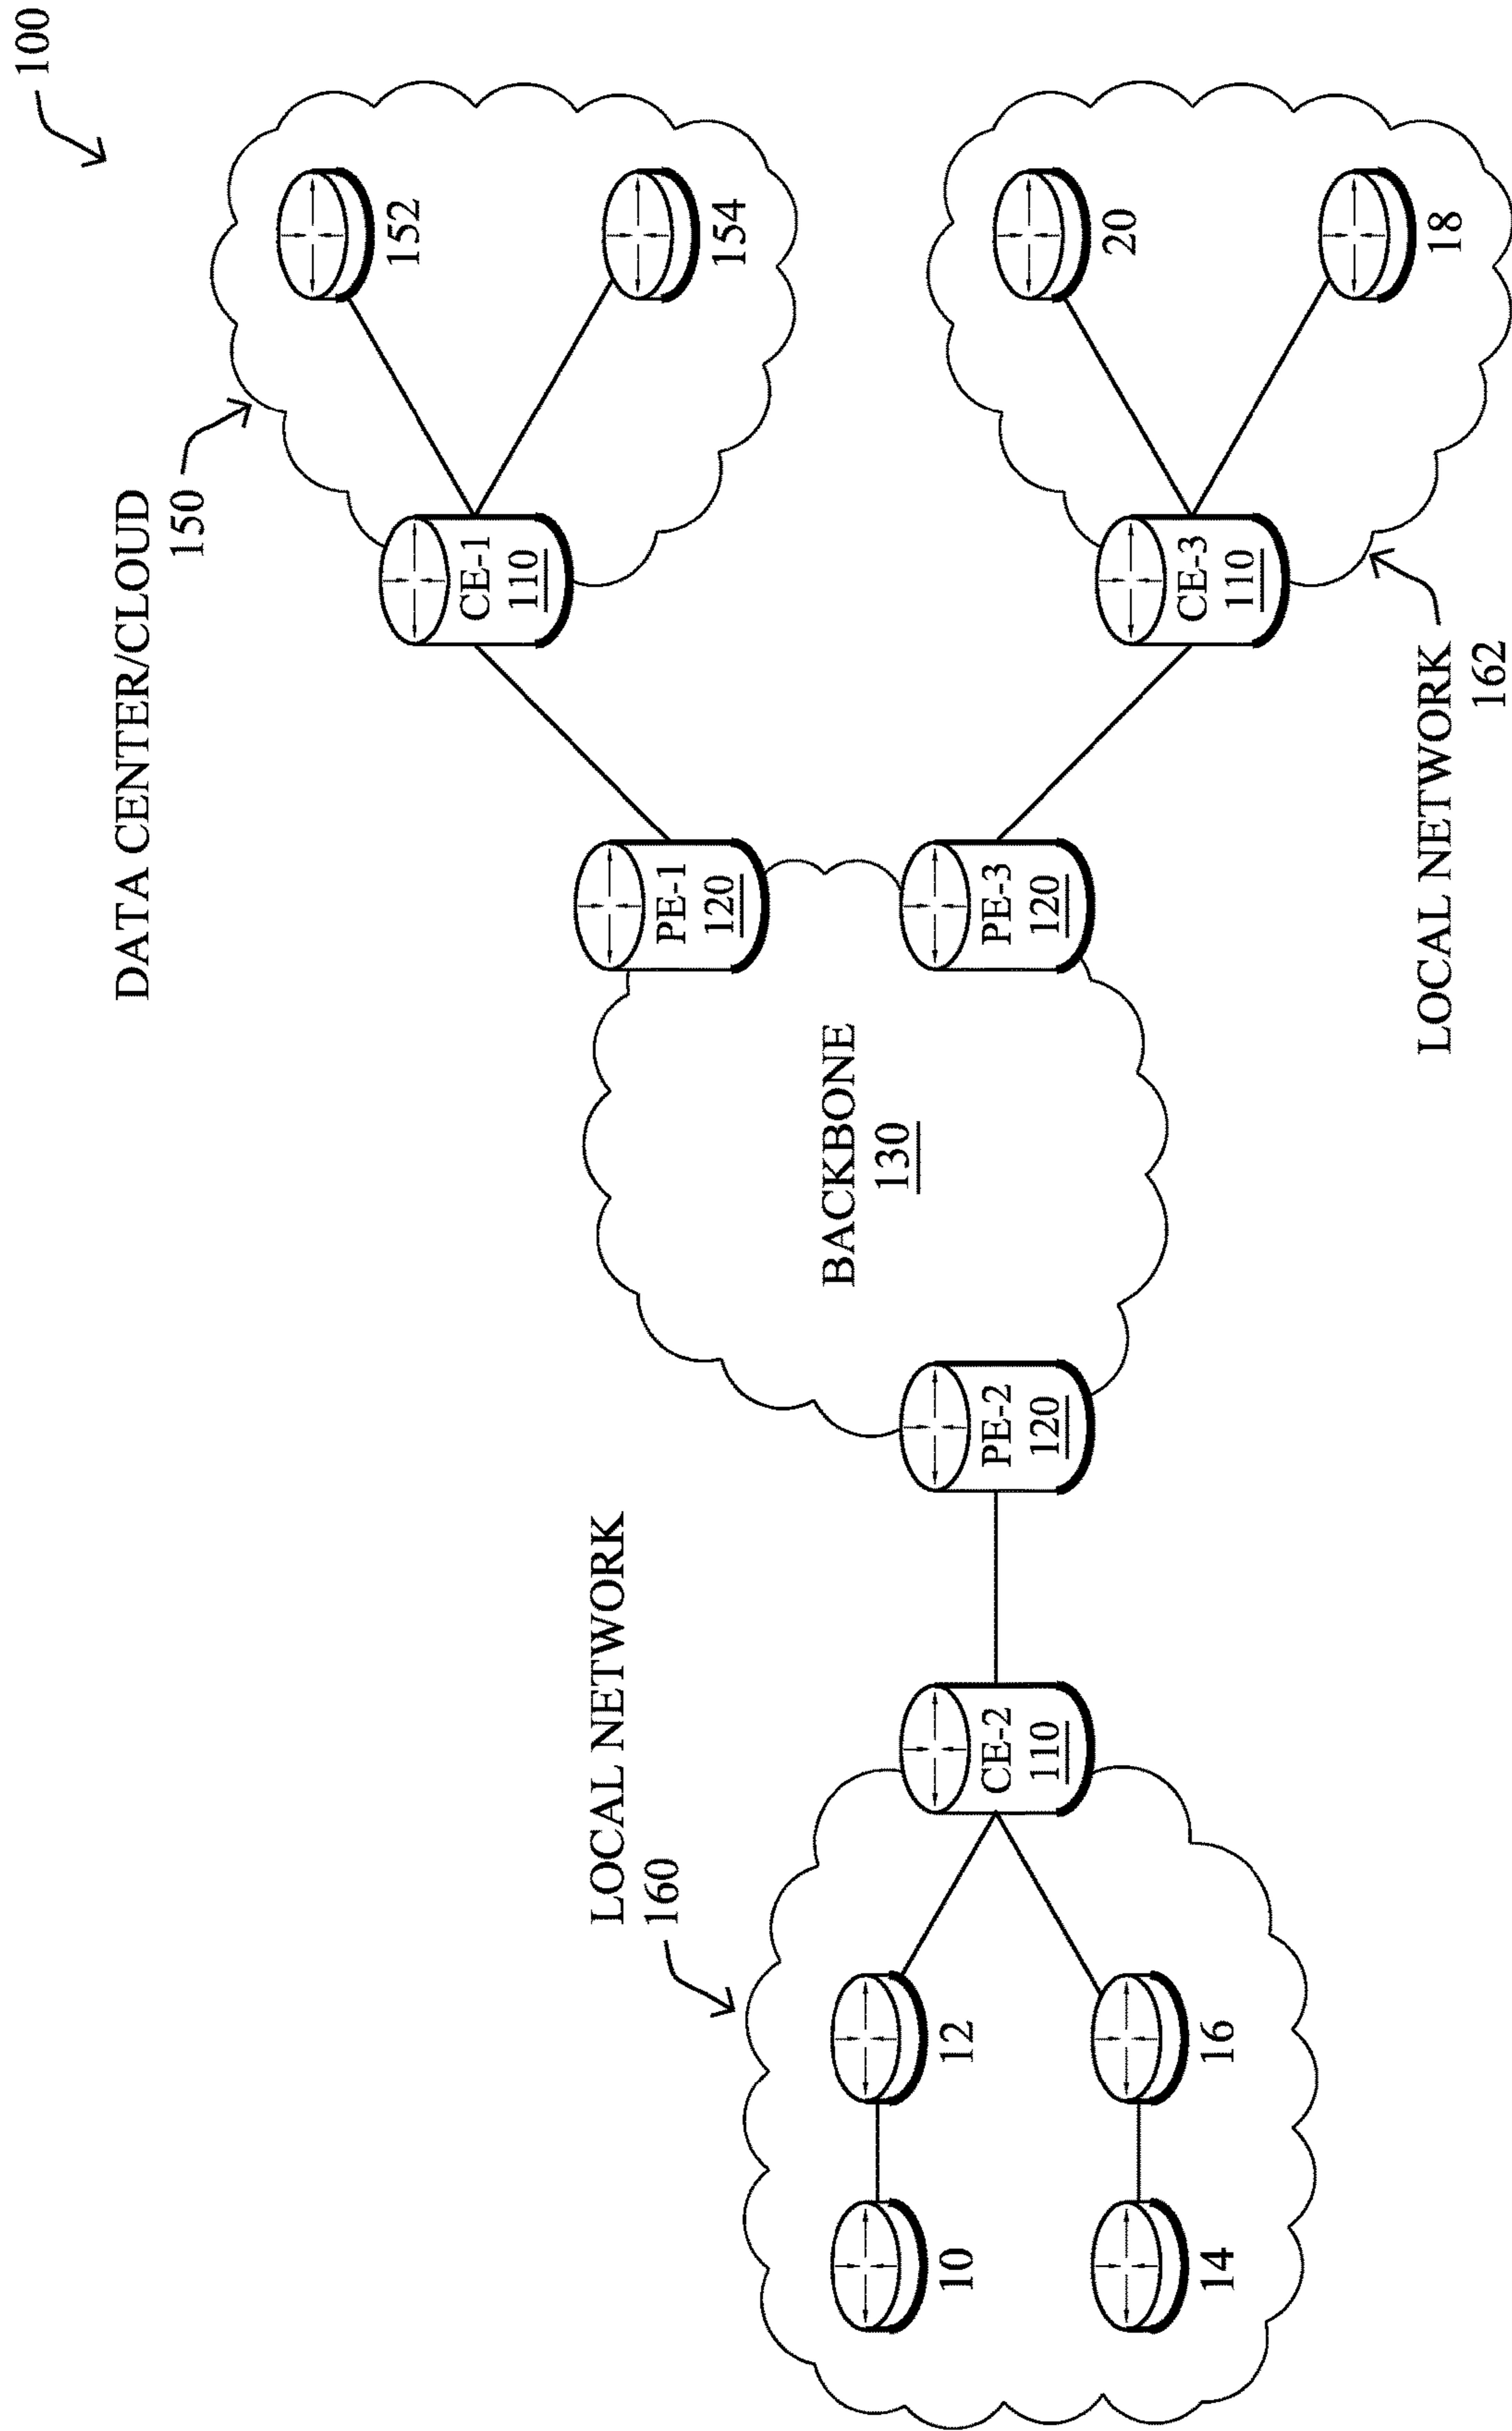 100
DATA CENTER/CLOUD
150
152
CE-1
110
154
PE-1
120
LOCAL NETWORK
160
BACKBONE
130
10
12
CE-2
110
PE-2
120
PE-3
120
CE-3
110
20
14
16
18
LOCAL NETWORK
162